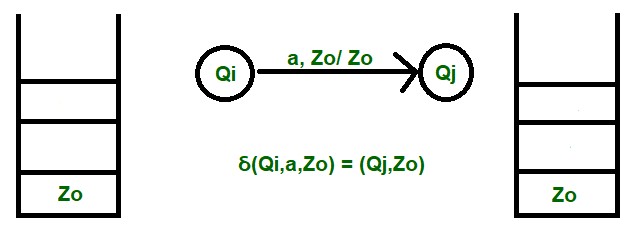 a, Zo/ Zo
Qi
Qj
δ(Qi,a,Zo) = (Qj,Zo)
Zo
Zo